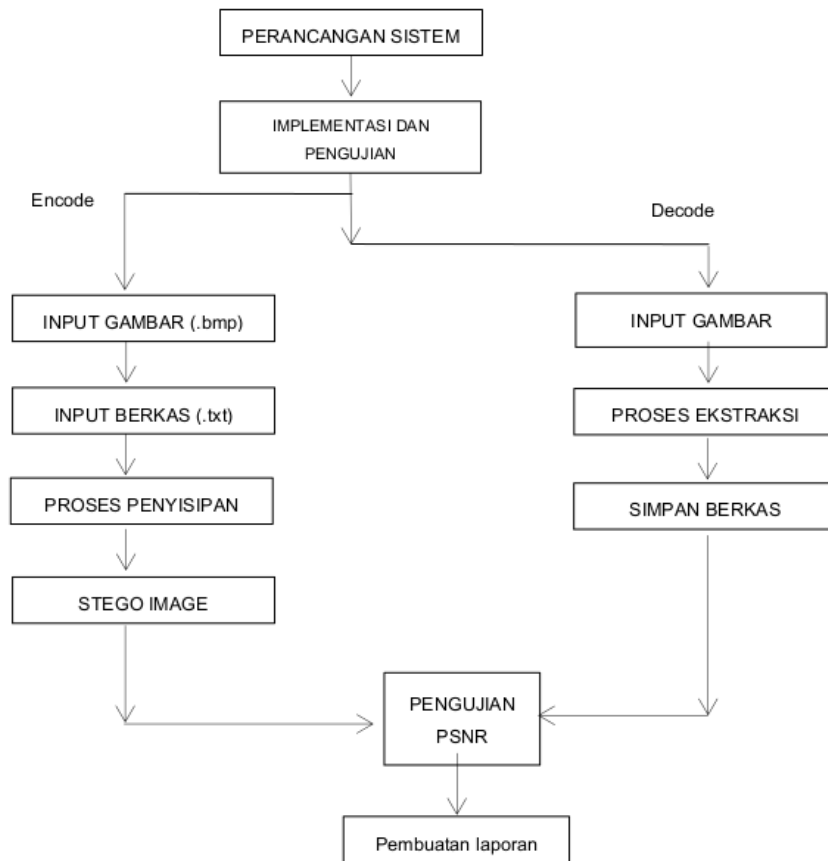 PERANCANGAN SISTEM
IMPLEMENTASI DAN
PENGUJIAN
Encode
Decode
INPUT GAMBAR (.bmp)
INPUT GAMBAR
INPUT BERKAS (.txt)
PROSES EKSTRAKSI
PROSES PENYISIPAN
SIMPAN BERKAS
STEGO IMAGE
PENGUJIAN
PSNR
Pembuatan laporan